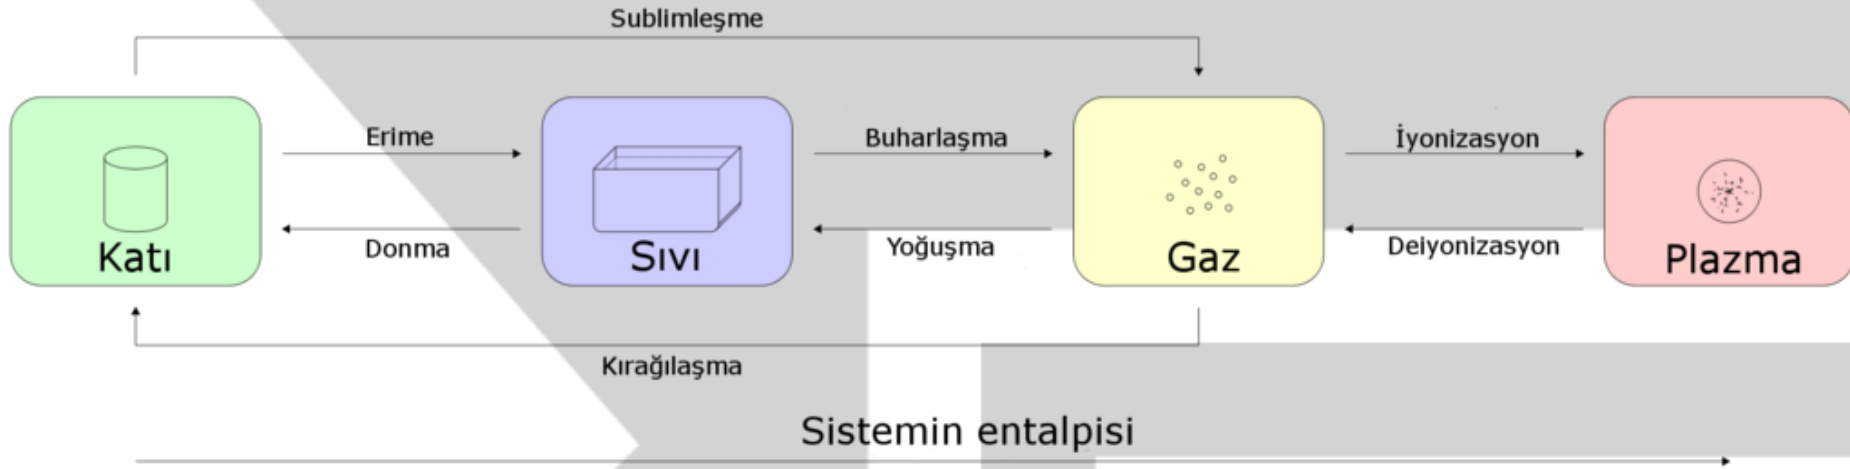 Sublimleşme
Erime
Buharlaşma
İyonizasyon
Donma
Yoğuşma
Deiyonizasyon
Katı
Sıvı
Gaz
Plazma
Kırağılaşma
Sistemin entalpisi